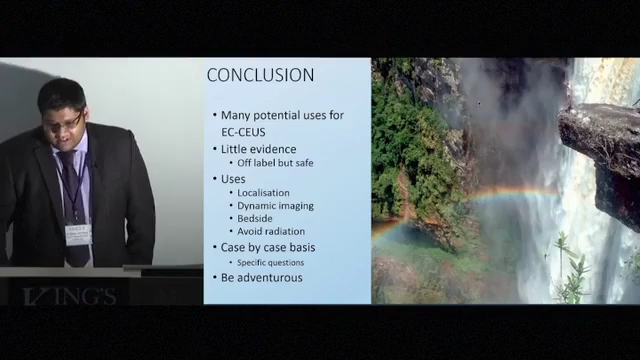 CONCLUSION
• Many potential uses for
EC-CEUS
• Little evidence
• Off label but safe
• Uses
• Localisation
• Dynamic imaging
• Bedside
• Avoid radiation
• Case by case basis
• Specific questions
• Be adventurous
KING'S